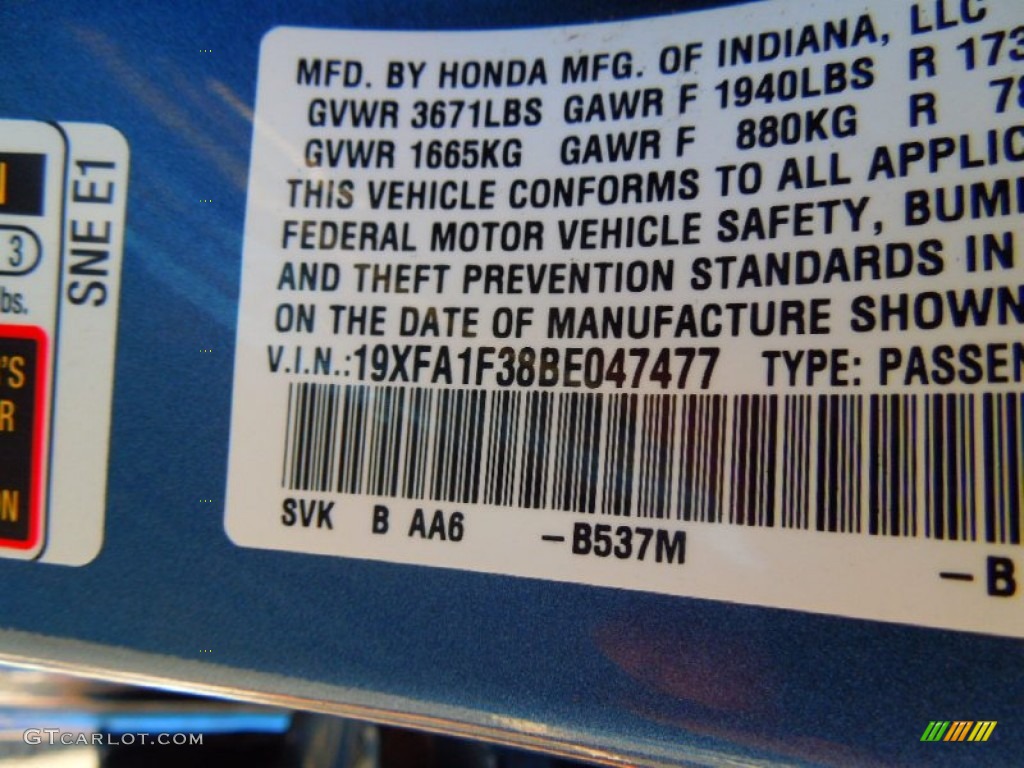 MFD. BY HONDA MFG. OF INDIANA, LLC
GVWR 3671LBS GAWR F 1940LBS R 173
GVWR 1665KG GAWR F 880KG R 78
THIS VEHICLE CONFORMS TO ALL APPLIC
FEDERAL MOTOR VEHICLE SAFETY, BUM
AND THEFT PREVENTION STANDARDS IN
ON THE DATE OF MANUFACTURE SHOWN
V.I.N.:19XFA1F38BE047477 TYPE: PASSEN
SVK B AA6 -B537M -B
SNE E1
3
lbs.
'S
R
ON
GTCARLOT.COM